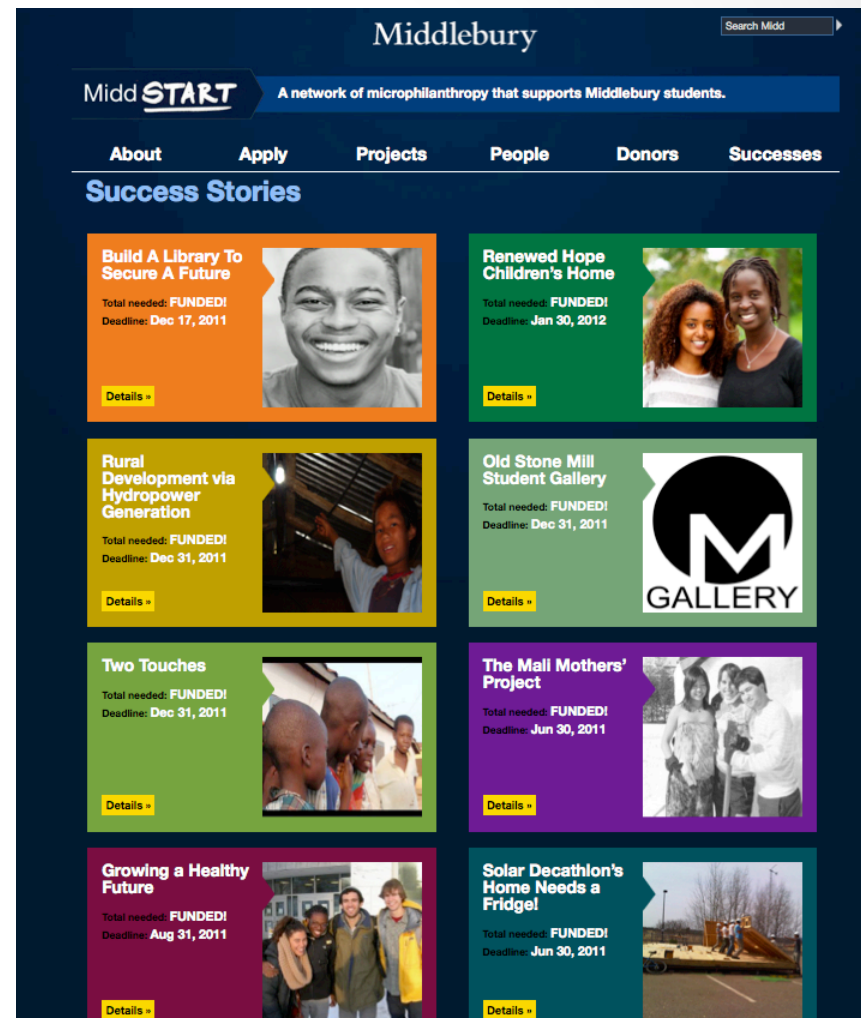 Middlebury
Search Midd
Midd START
A network of microphilanthropy that supports Middlebury students.
About Apply Projects People Donors Successes
Success Stories
Build A Library To
Secure A Future
Total needed: FUNDED!
Deadline: Dec 17, 2011
Details »
Renewed Hope
Children's Home
Total needed: FUNDED!
Deadline: Jan 30, 2012
Details »
Rural
Development via
Hydropower
Generation
Total needed: FUNDED!
Deadline: Dec 31, 2011
Details »
Old Stone Mill
Student Gallery
Total needed: FUNDED!
Deadline: Dec 31, 2011
Details »
M
GALLERY
Two Touches
Total needed: FUNDED!
Deadline: Dec 31, 2011
Details »
The Mali Mothers'
Project
Total needed: FUNDED!
Deadline: Jun 30, 2011
Details »
Growing a Healthy
Future
Total needed: FUNDED!
Deadline: Aug 31, 2011
Details »
Solar Decathlon's
Home Needs a
Fridge!
Total needed: FUNDED!
Deadline: Jun 30, 2011
Details »